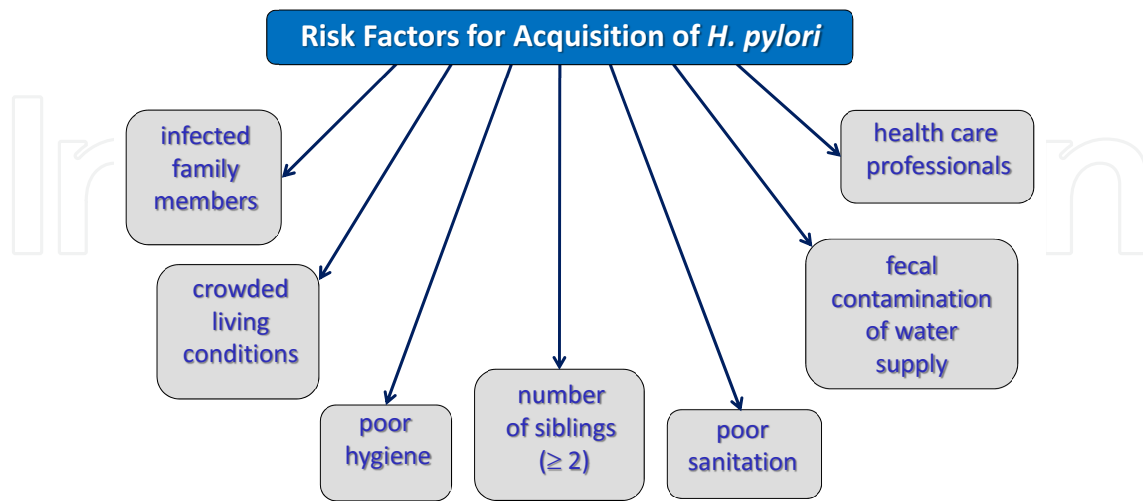 Risk Factors for Acquisition of H. pylori
infected
family
members
crowded
living
conditions
poor
hygiene
number
of siblings
(≥ 2)
poor
sanitation
fecal
contamination
of water
supply
health care
professionals